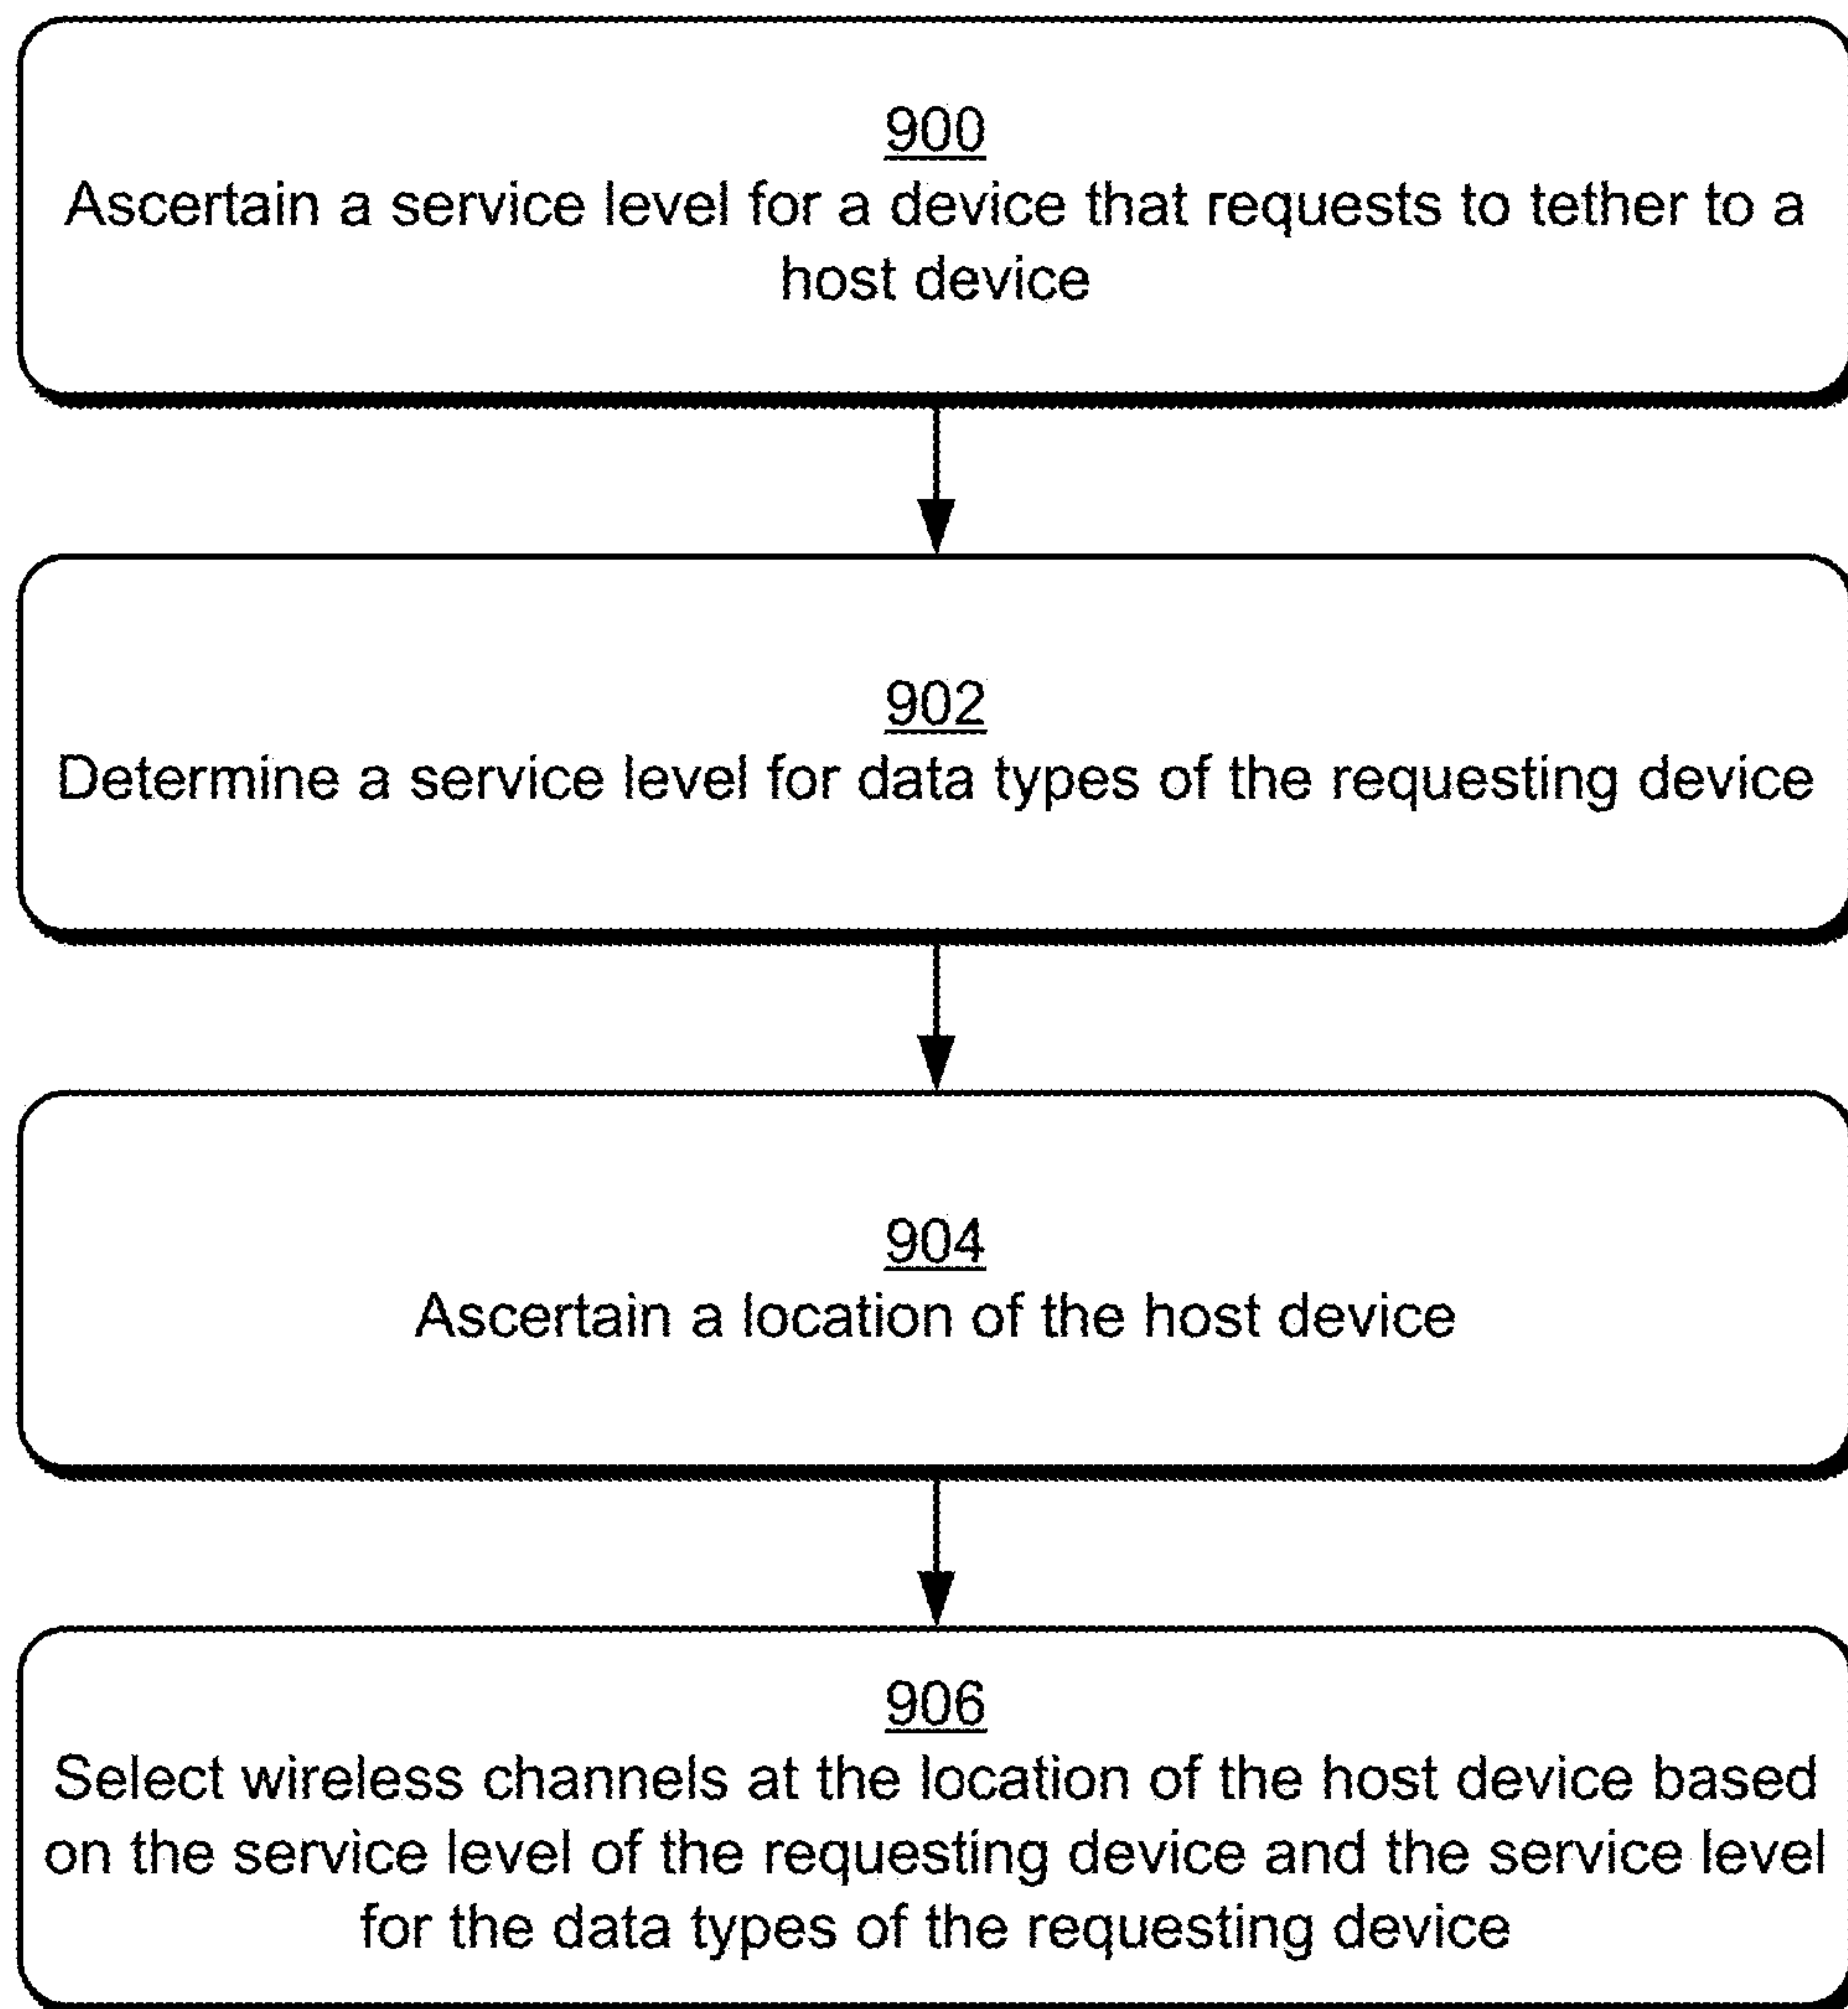 900
Ascertain a service level for a device that requests to tether to a
host device
902
Determine a service level for data types of the requesting device
904
Ascertain a location of the host device
906
Select wireless channels at the location of the host device based
on the service level of the requesting device and the service level
for the data types of the requesting device